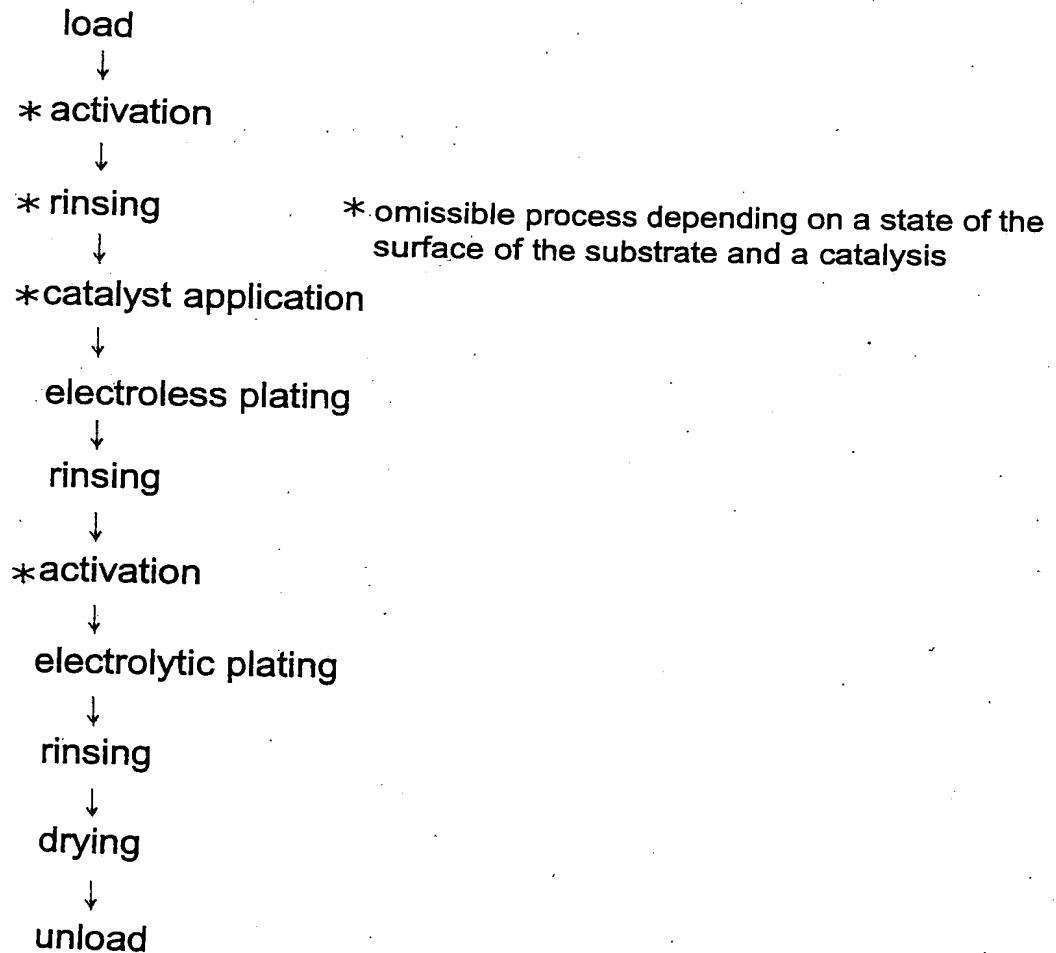 load
↓
* activation
↓
* rinsing
↓
* catalyst application
↓
electroless plating
↓
rinsing
↓
* activation
↓
electrolytic plating
↓
rinsing
↓
drying
↓
unload
* omissible process depending on a state of the
surface of the substrate and a catalysis